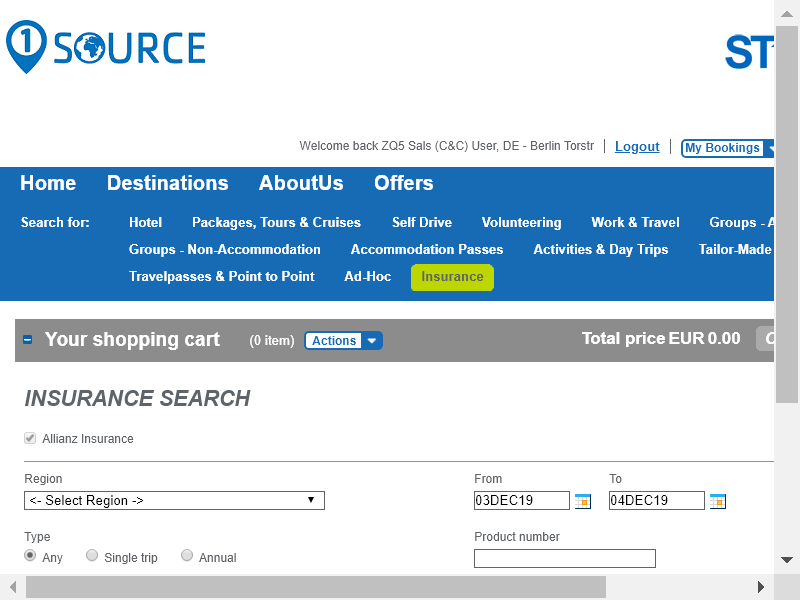 1 SOURCE
ST
Welcome back ZQ5 Sals (C&C) User, DE - Berlin Torstr | Logout | My Bookings
Home Destinations AboutUs Offers
Search for: Hotel Packages, Tours & Cruises Self Drive Volunteering Work & Travel Groups - A
Groups - Non-Accommodation Accommodation Passes Activities & Day Trips Tailor-Made
Travelpasses & Point to Point Ad-Hoc Insurance
Your shopping cart (0 item) Actions Total price EUR 0.00
INSURANCE SEARCH
Allianz Insurance
Region From To
<- Select Region -> 03DEC19 04DEC19
Type Product number
Any Single trip Annual